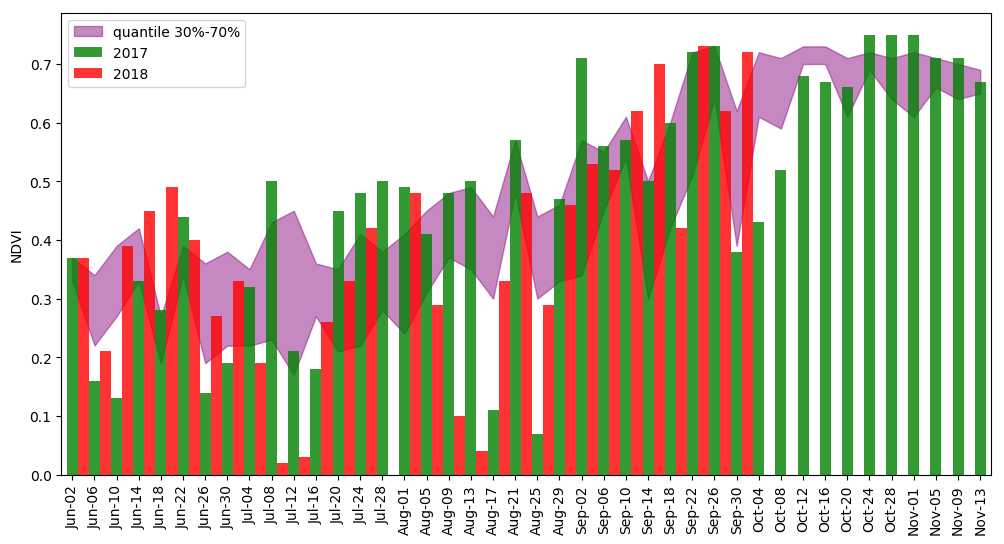 quantile 30%-70%
2017
2018
NDVI
0.7
0.6
0.5
0.4
0.3
0.2
0.1
0.0
Jun-02
Jun-06
Jun-10
Jun-14
Jun-18
Jun-22
Jun-26
Jun-30
Jul-04
Jul-08
Jul-12
Jul-16
Jul-20
Jul-24
Jul-28
Aug-01
Aug-05
Aug-09
Aug-13
Aug-17
Aug-21
Aug-25
Aug-29
Sep-02
Sep-06
Sep-10
Sep-14
Sep-18
Sep-22
Sep-26
Sep-30
Oct-04
Oct-08
Oct-12
Oct-16
Oct-20
Oct-24
Oct-28
Nov-01
Nov-05
Nov-09
Nov-13